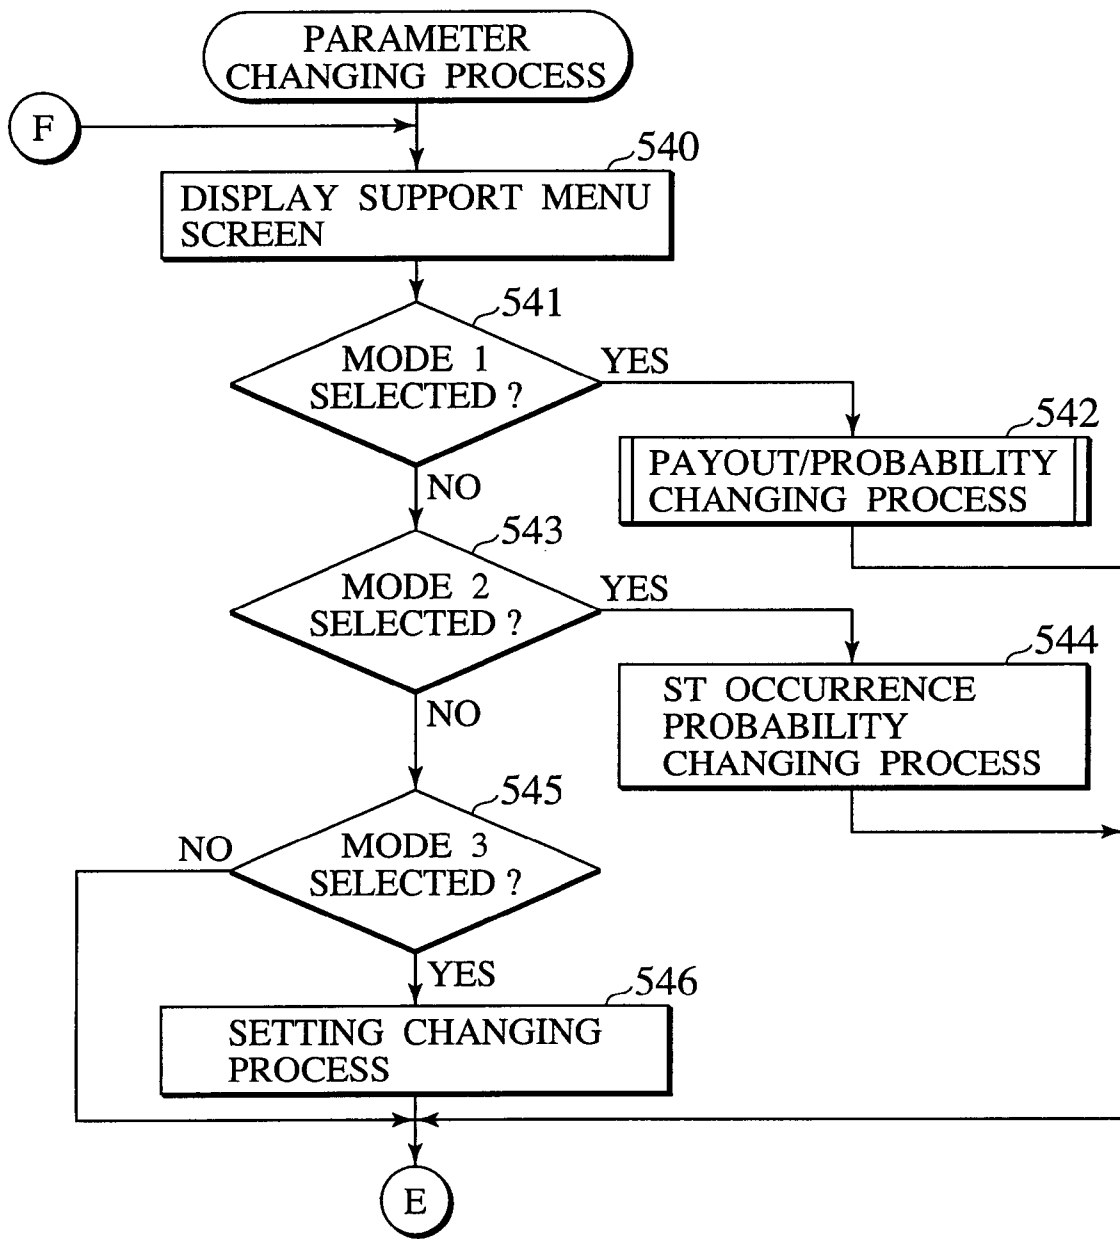 PARAMETER
CHANGING PROCESS
F
540
DISPLAY SUPPORT MENU
SCREEN
541
MODE 1
SELECTED ?
YES
542
PAYOUT/PROBABILITY
CHANGING PROCESS
NO
543
MODE 2
SELECTED ?
YES
544
ST OCCURRENCE
PROBABILITY
CHANGING PROCESS
NO
545
MODE 3
SELECTED ?
NO
YES
546
SETTING CHANGING
PROCESS
E